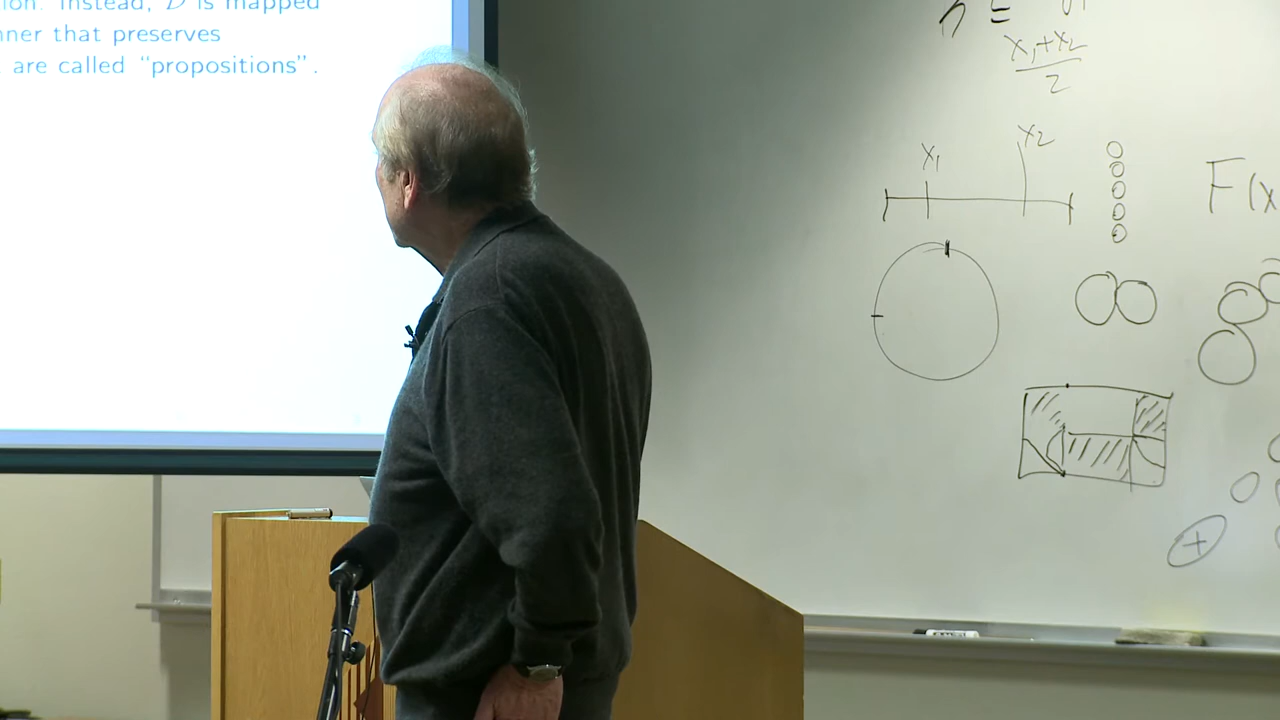 ion. Instead, D is mapped
nner that preserves
are called "propositions".
n =
x₁+x₂
2
x₁
x₂
F(x
+